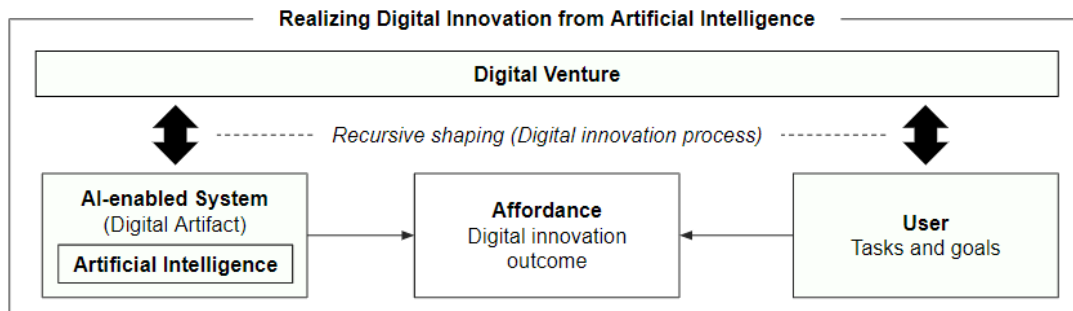 Realizing Digital Innovation from Artificial Intelligence
Digital Venture
Recursive shaping (Digital innovation process)
AI-enabled System
(Digital Artifact)
Artificial Intelligence
Affordance
Digital innovation
outcome
User
Tasks and goals